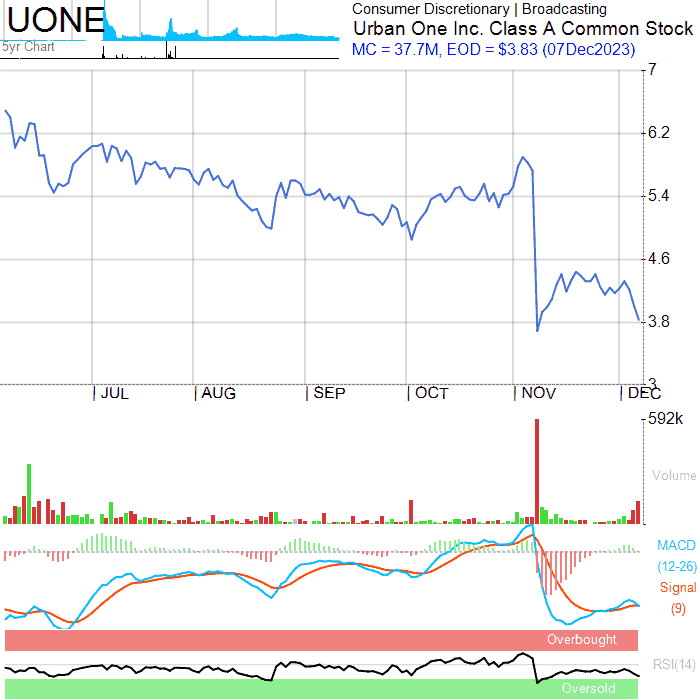 UONE
5yr Chart
Consumer Discretionary | Broadcasting
Urban One Inc. Class A Common Stock
MC = 37.7M, EOD = $3.83 (07Dec2023)
7
6.2
5.4
4.6
3.8
3
JUL AUG SEP OCT NOV DEC
592k
Volume
MACD
(12-26)
Signal
(9)
Overbought
RSI(14)
Oversold